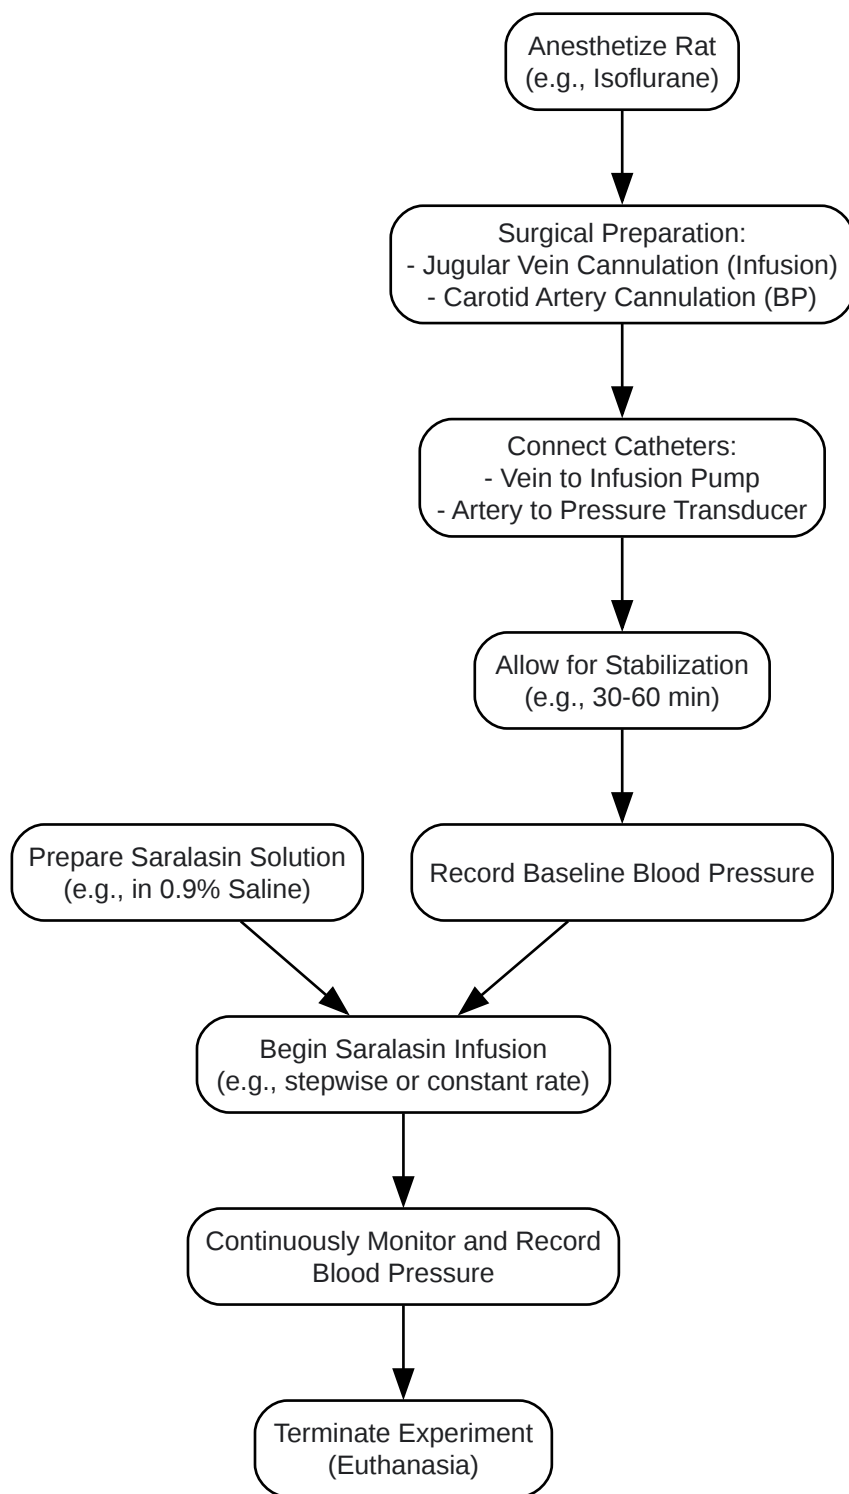 Anesthetize Rat
(e.g., Isoflurane)
Surgical Preparation:
- Jugular Vein Cannulation (Infusion)
- Carotid Artery Cannulation (BP)
Connect Catheters:
- Vein to Infusion Pump
- Artery to Pressure Transducer
Allow for Stabilization
(e.g., 30-60 min)
Prepare Saralasin Solution
(e.g., in 0.9% Saline)
Record Baseline Blood Pressure
Begin Saralasin Infusion
(e.g., stepwise or constant rate)
Continuously Monitor and Record
Blood Pressure
Terminate Experiment
(Euthanasia)